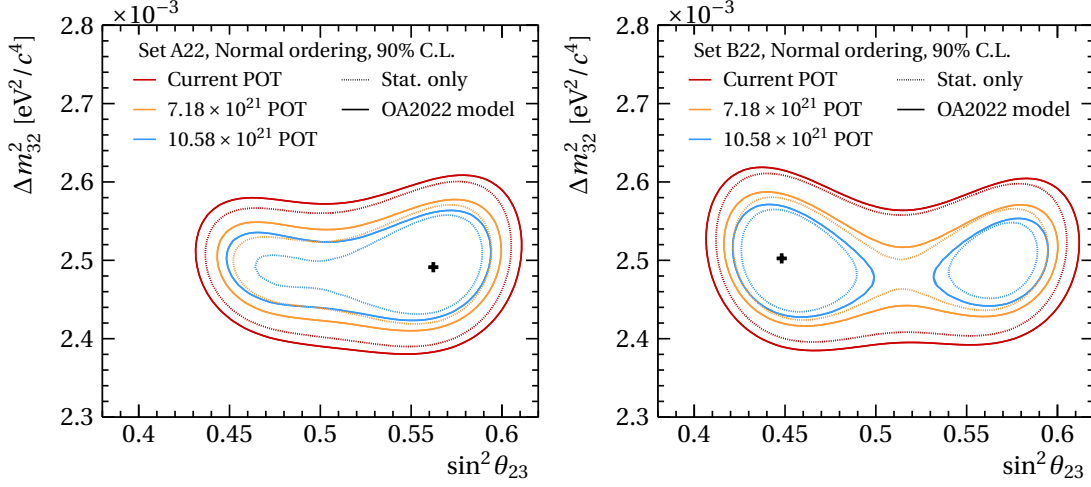 ×10⁻³
Δm²₃₂ [eV²/c⁴]
2.8
2.7
2.6
2.5
2.4
2.3
Set A22, Normal ordering, 90% C.L.
Current POT
Stat. only
7.18 × 10²¹ POT
OA2022 model
10.58 × 10²¹ POT
0.4 0.45 0.5 0.55 0.6
sin²θ₂₃
×10⁻³
Δm²₃₂ [eV²/c⁴]
2.8
2.7
2.6
2.5
2.4
2.3
Set B22, Normal ordering, 90% C.L.
Current POT
Stat. only
7.18 × 10²¹ POT
OA2022 model
10.58 × 10²¹ POT
0.4 0.45 0.5 0.55 0.6
sin²θ₂₃